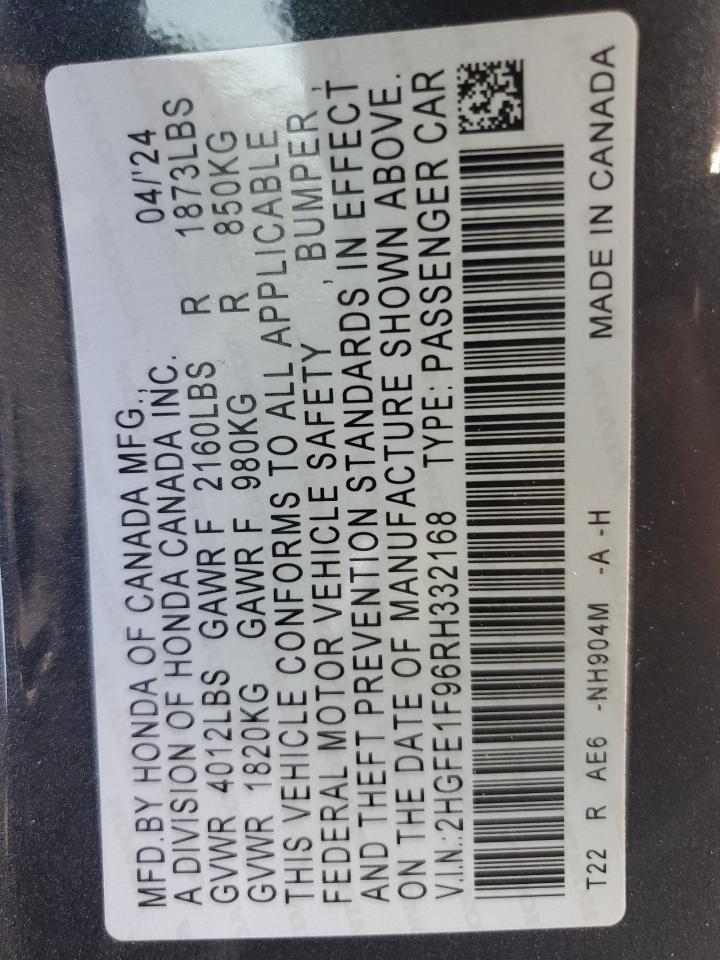 MFD.BY HONDA OF CANADA MFG., 04/'24
A DIVISION OF HONDA CANADA INC.
GVWR 4012LBS GAWR F 2160LBS R 1873LBS
GVWR 1820KG GAWR F 980KG R 850KG
THIS VEHICLE CONFORMS TO ALL APPLICABLE
FEDERAL MOTOR VEHICLE SAFETY , BUMPER ,
AND THEFT PREVENTION STANDARDS IN EFFECT
ON THE DATE OF MANUFACTURE SHOWN ABOVE.
V.I.N.:2HGFE1F96RH332168 TYPE: PASSENGER CAR
T22 R AE6 -NH904M -A -H MADE IN CANADA